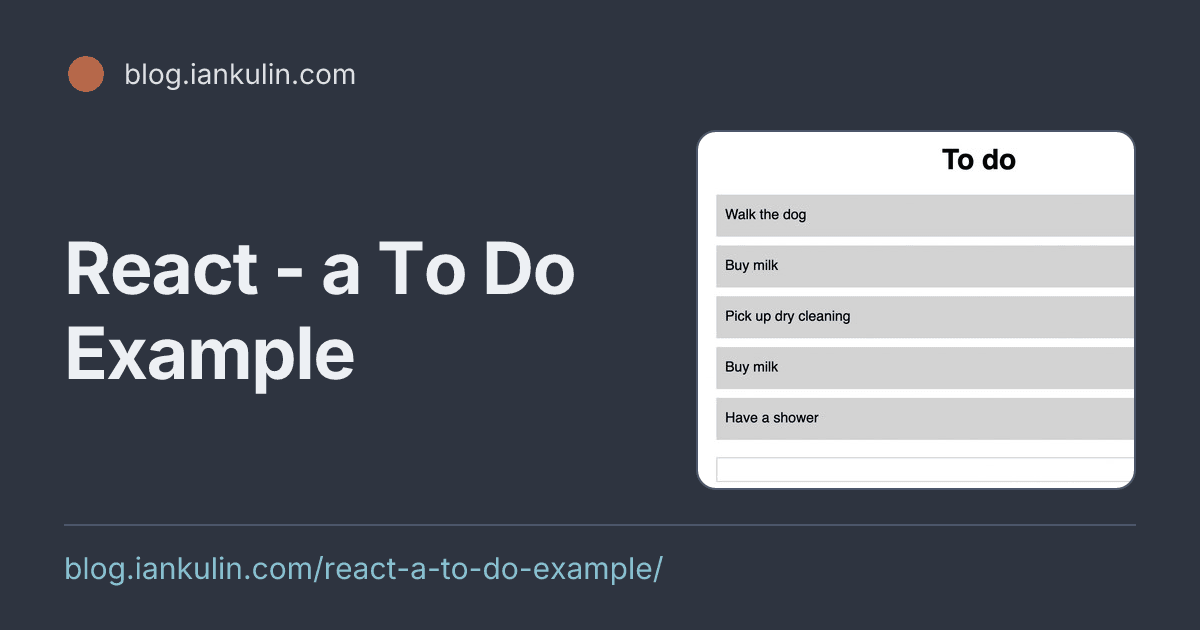 blog.iankulin.com
React - a To Do
Example
To do
Walk the dog
Buy milk
Pick up dry cleaning
Buy milk
Have a shower
blog.iankulin.com/react-a-to-do-example/